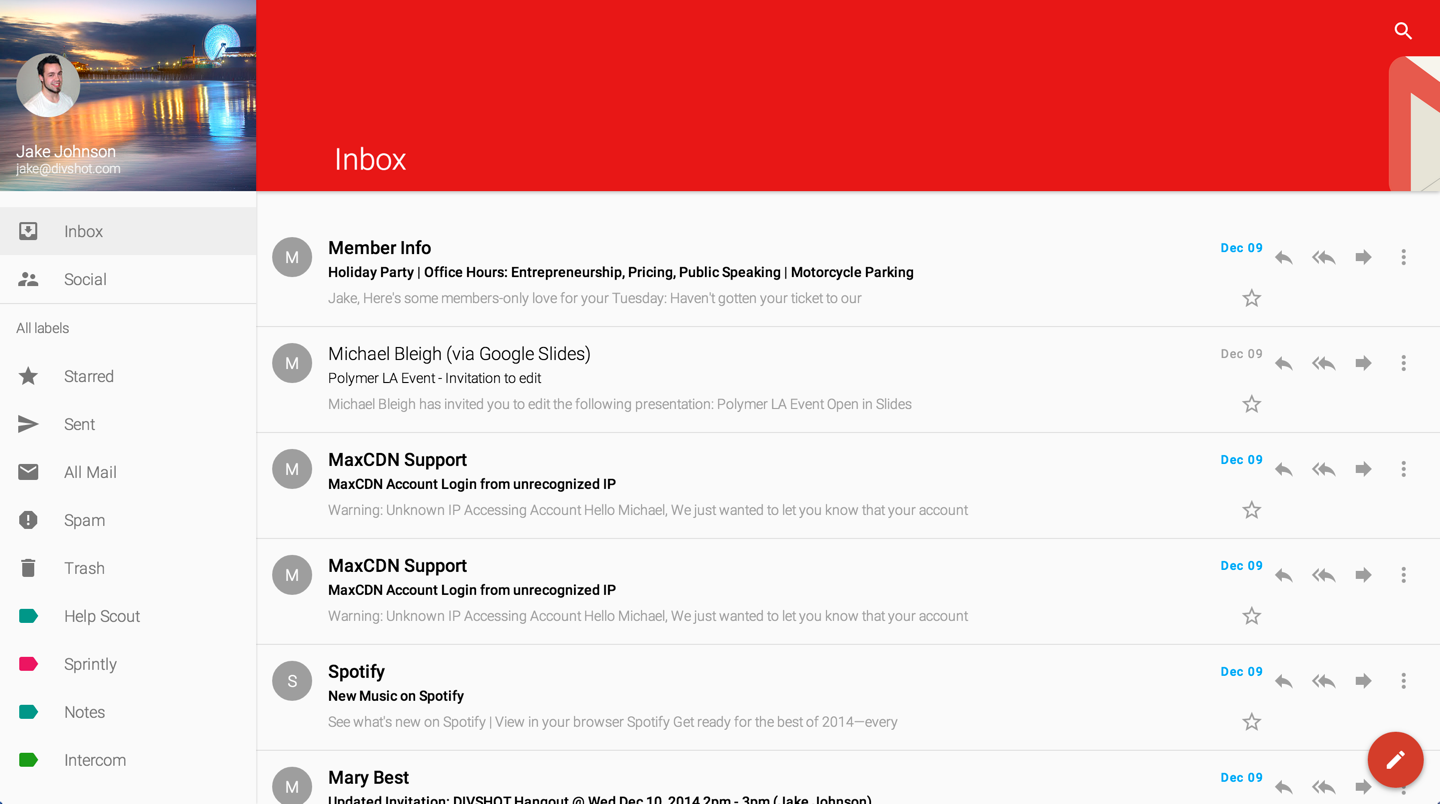 Jake Johnson
jake@divshot.com
Inbox
Inbox
Social
All labels
Starred
Sent
All Mail
Spam
Trash
Help Scout
Sprintly
Notes
Intercom
M
Member Info
Dec 09
Holiday Party | Office Hours: Entrepreneurship, Pricing, Public Speaking | Motorcycle Parking
Jake, Here's some members-only love for your Tuesday: Haven't gotten your ticket to our
M
Michael Bleigh (via Google Slides)
Dec 09
Polymer LA Event - Invitation to edit
Michael Bleigh has invited you to edit the following presentation: Polymer LA Event Open in Slides
M
MaxCDN Support
Dec 09
MaxCDN Account Login from unrecognized IP
Warning: Unknown IP Accessing Account Hello Michael, We just wanted to let you know that your account
M
MaxCDN Support
Dec 09
MaxCDN Account Login from unrecognized IP
Warning: Unknown IP Accessing Account Hello Michael, We just wanted to let you know that your account
S
Spotify
Dec 09
New Music on Spotify
See what's new on Spotify | View in your browser Spotify Get ready for the best of 2014—every
M
Mary Best
Dec 09
Updated Invitation: DIVSHOT Hangout @ Wed Dec 10, 2014 2pm - 3pm (Jake Johnson)